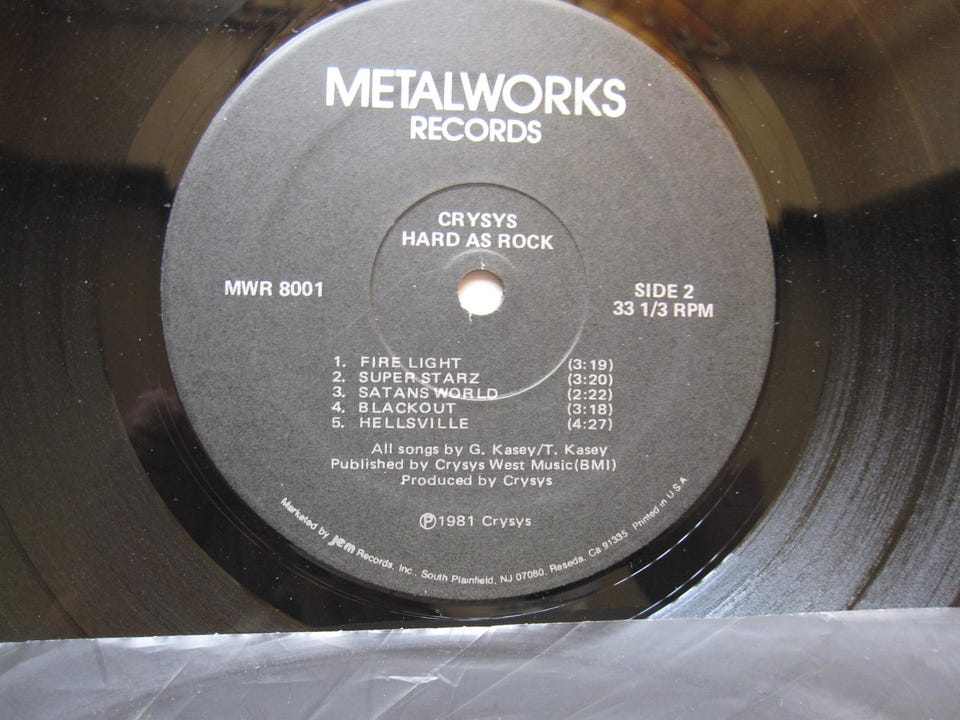 METALWORKS
RECORDS
CRYSYS
HARD AS ROCK
MWR 8001
SIDE 2
33 1/3 RPM
1. FIRE LIGHT (3:19)
2. SUPER STARZ (3:20)
3. SATANS WORLD (2:22)
4. BLACKOUT (3:18)
5. HELLSVILLE (4:27)
All songs by G. Kasey/T. Kasey
Published by Crysys West Music(BMI)
Produced by Crysys
Ⓟ1981 Crysys
Marketed by jem Records, Inc., South Plainfield, NJ 07080, Reseda, Ca 91335 Printed in U.S.A